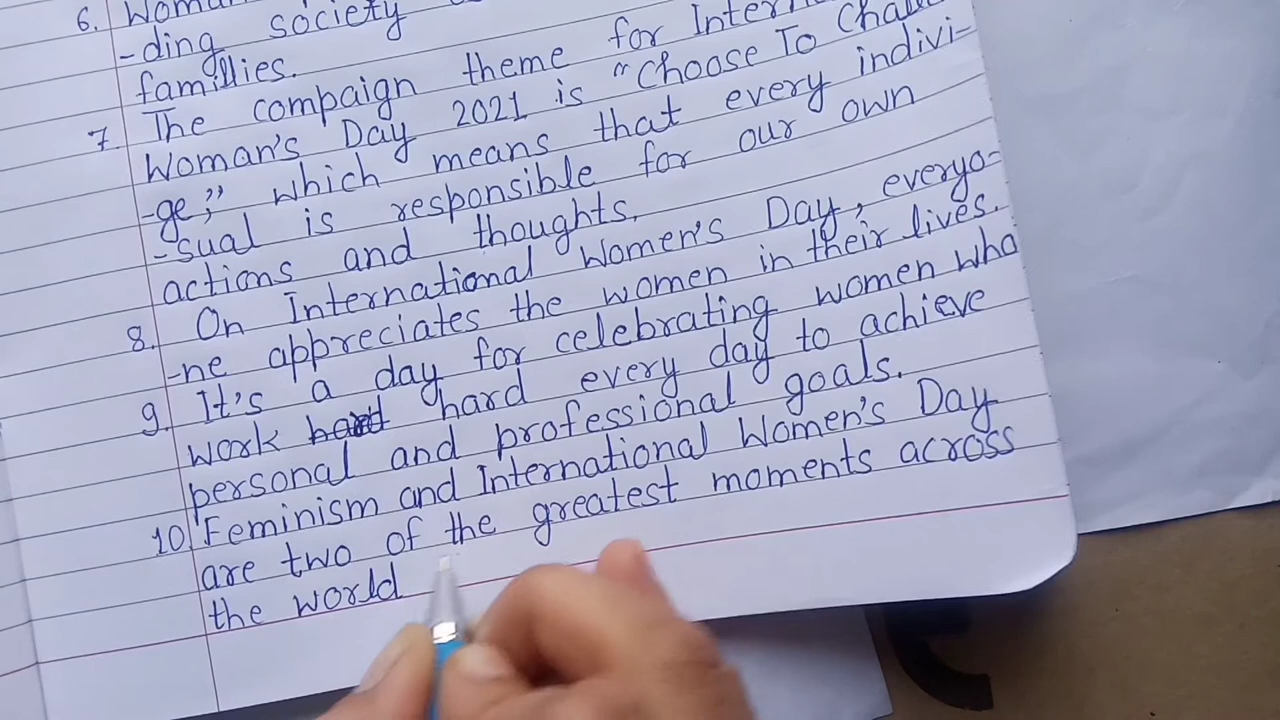 6. Woman
-ding society
famillies.
7. The compaign theme for Inter
Woman's Day 2021 is "Choose To Challe
-ge," which means that every indivi-
-sual is responsible for our own
actions and thoughts.
8. On International Women's Day, everyo-
-ne appreciates the women in their lives.
9. It's a day for celebrating women who
work hard hard every day to achieve
personal and professional goals.
10. Feminism and International Women's Day
are two of the greatest moments across
the world